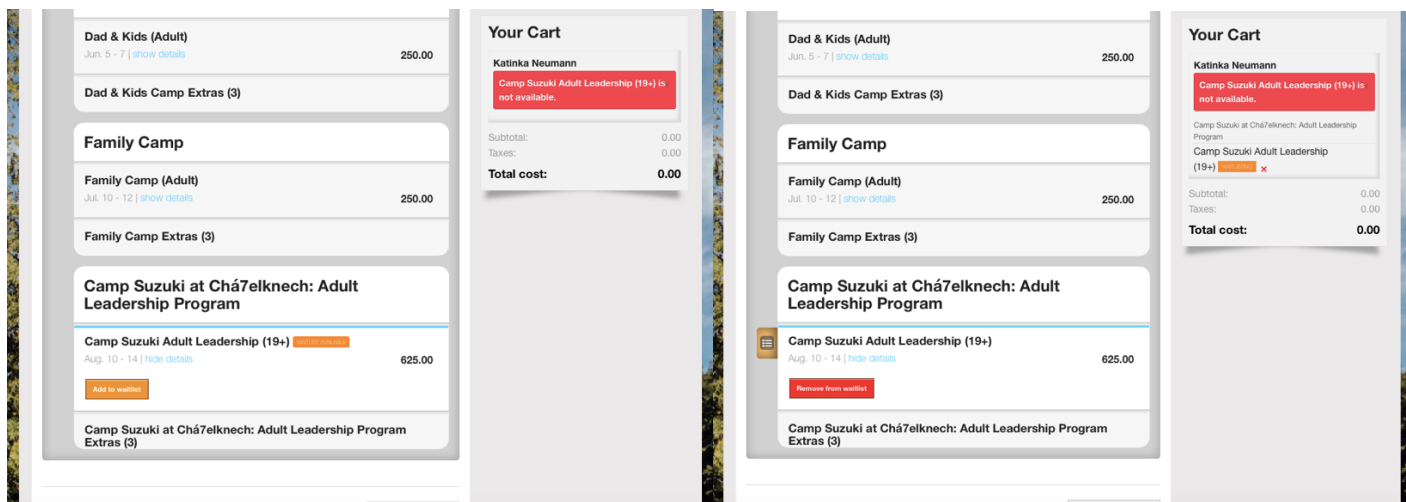 Dad & Kids (Adult)
Jun. 5 - 7 | show details
250.00
Dad & Kids Camp Extras (3)
Family Camp
Family Camp (Adult)
Jul. 10 - 12 | show details
250.00
Family Camp Extras (3)
Camp Suzuki at Chá7elknech: Adult
Leadership Program
Camp Suzuki Adult Leadership (19+) WAITLIST AVAILABLE
Aug. 10 - 14 | hide details
625.00
Add to waitlist
Camp Suzuki at Chá7elknech: Adult Leadership Program
Extras (3)
Your Cart
Katinka Neumann
Camp Suzuki Adult Leadership (19+) is
not available.
Subtotal: 0.00
Taxes: 0.00
Total cost: 0.00
Dad & Kids (Adult)
Jun. 5 - 7 | show details
250.00
Dad & Kids Camp Extras (3)
Family Camp
Family Camp (Adult)
Jul. 10 - 12 | show details
250.00
Family Camp Extras (3)
Camp Suzuki at Chá7elknech: Adult
Leadership Program
Camp Suzuki Adult Leadership (19+)
Aug. 10 - 14 | hide details
625.00
Remove from waitlist
Camp Suzuki at Chá7elknech: Adult Leadership Program
Extras (3)
Your Cart
Katinka Neumann
Camp Suzuki Adult Leadership (19+) is
not available.
Camp Suzuki at Chá7elknech: Adult Leadership
Program
Camp Suzuki Adult Leadership
(19+)
Subtotal: 0.00
Taxes: 0.00
Total cost: 0.00